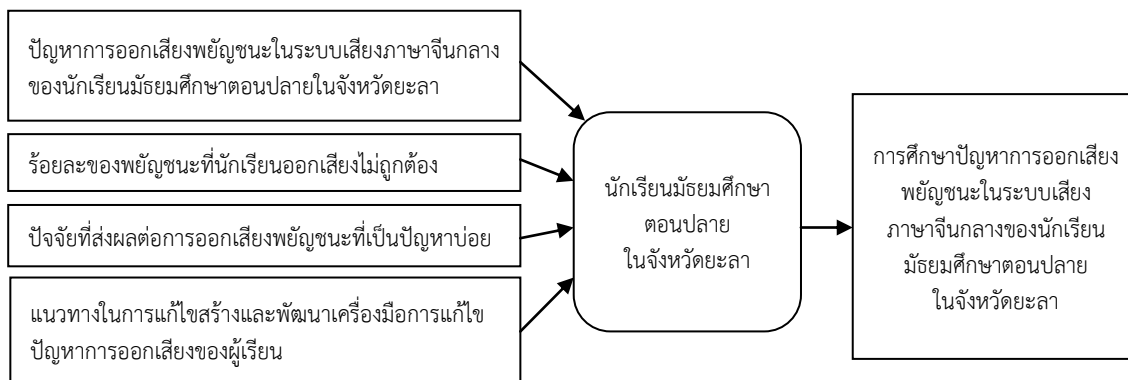 ปัญหาการออกเสียงพยัญชนะในระบบเสียงภาษาจีนกลาง
ของนักเรียนมัธยมศึกษาตอนปลายในจังหวัดยะลา
ร้อยละของพยัญชนะที่นักเรียนออกเสียงไม่ถูกต้อง
ปัจจัยที่ส่งผลต่อการออกเสียงพยัญชนะที่เป็นปัญหาบ่อย
แนวทางในการแก้ไขสร้างและพัฒนาเครื่องมือการแก้ไข
ปัญหาการออกเสียงของผู้เรียน
นักเรียนมัธยมศึกษา
ตอนปลาย
ในจังหวัดยะลา
การศึกษาปัญหาการออกเสียง
พยัญชนะในระบบเสียง
ภาษาจีนกลางของนักเรียน
มัธยมศึกษาตอนปลาย
ในจังหวัดยะลา